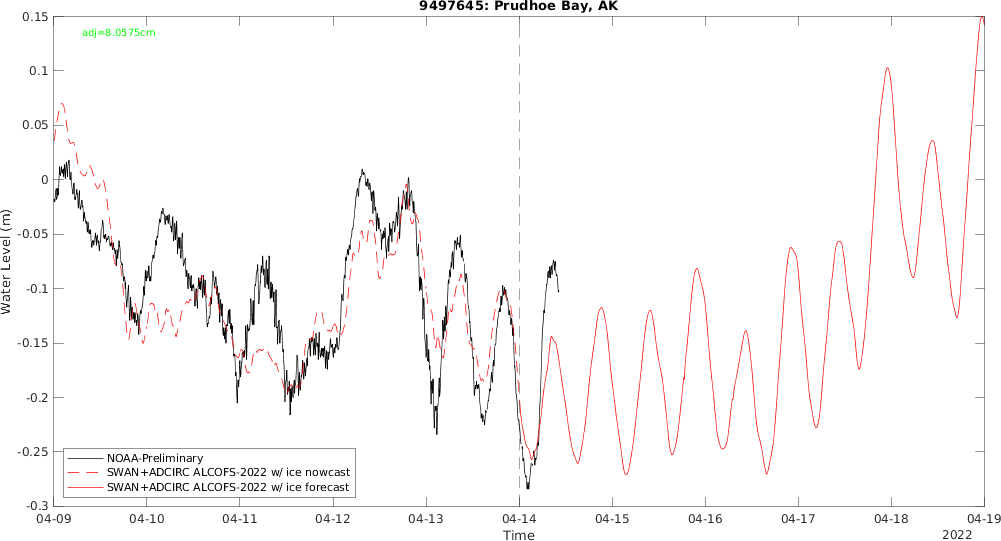 9497645: Prudhoe Bay, AK
adj=8.0575cm
0.15
0.1
0.05
0
-0.05
-0.1
-0.15
-0.2
-0.25
-0.3
Water Level (m)
NOAA-Preliminary
SWAN+ADCIRC ALCOFS-2022 w/ ice nowcast
SWAN+ADCIRC ALCOFS-2022 w/ ice forecast
04-09 04-10 04-11 04-12 04-13 04-14 04-15 04-16 04-17 04-18 04-19
Time
2022